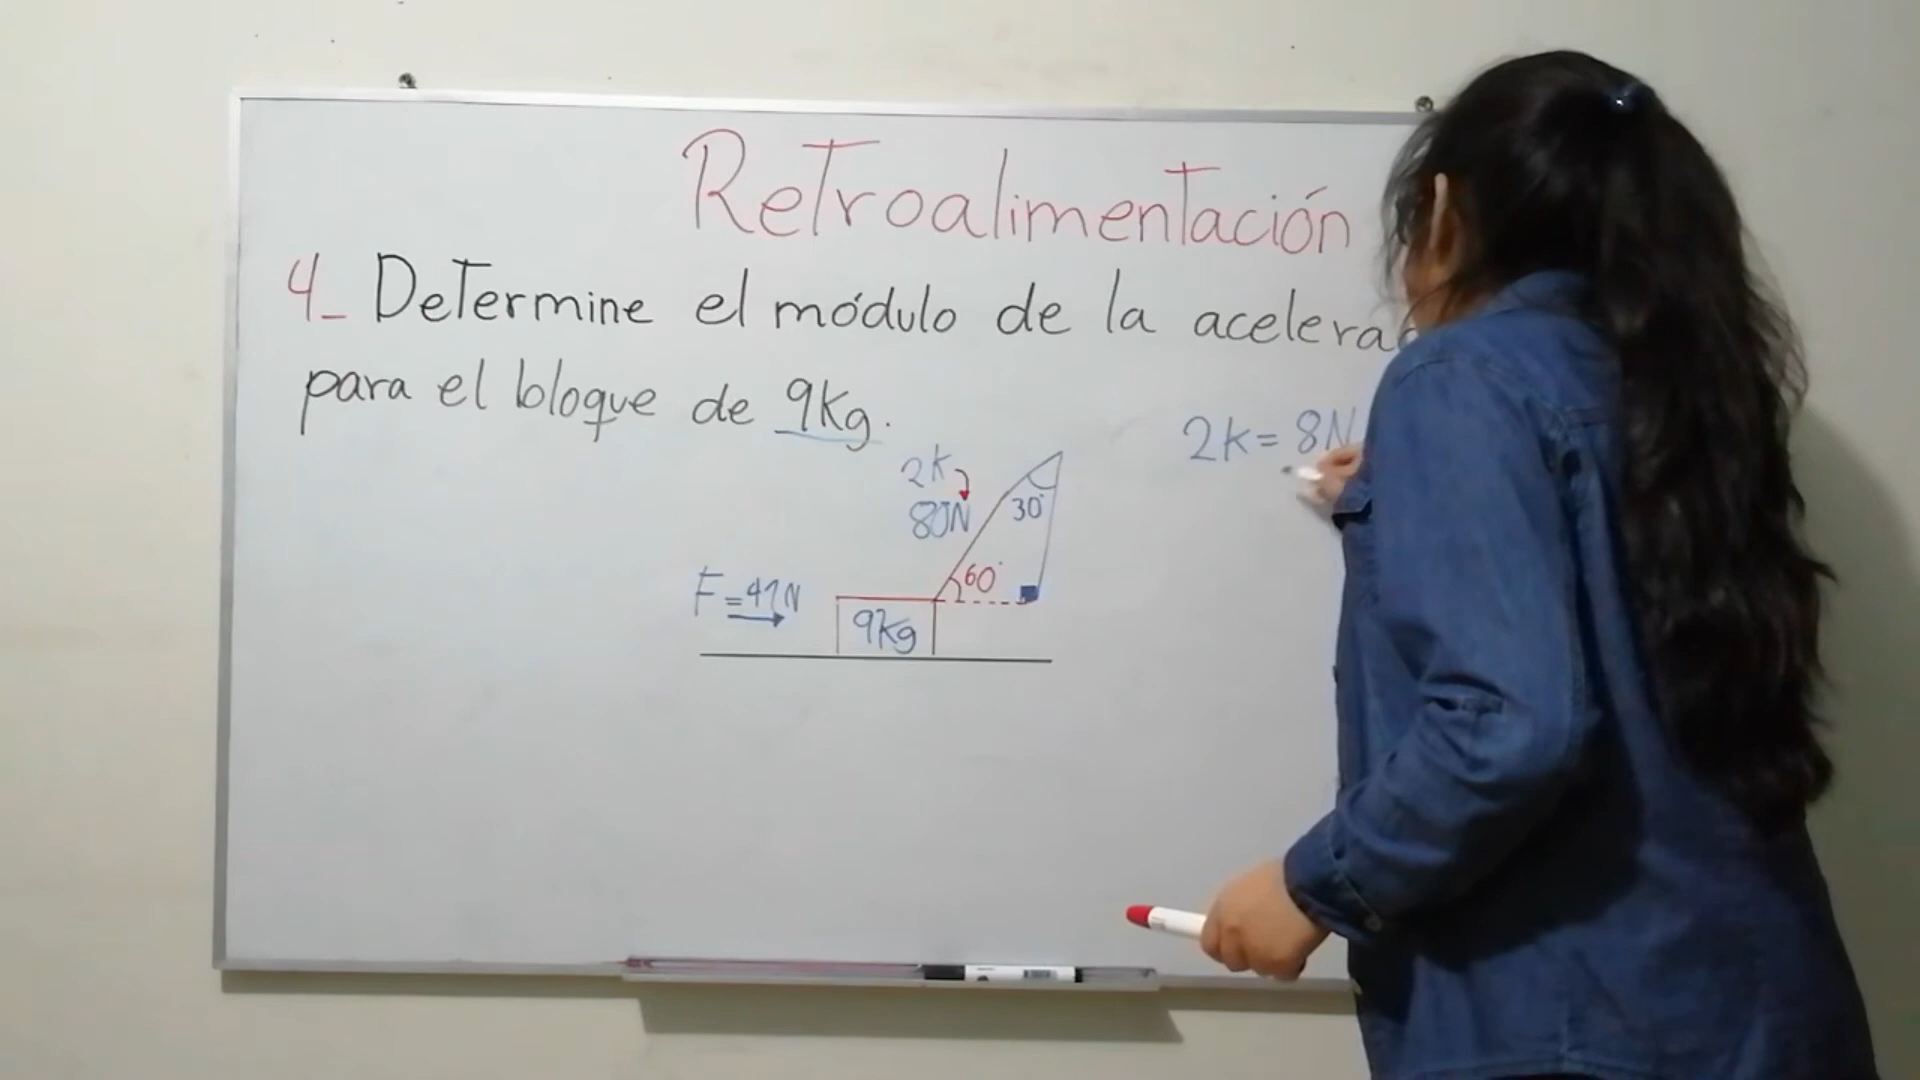 Retroalimentación
4_ Determine el módulo de la
para el bloque de 9Kg.
2K = 8N
2K
80N
30°
60°
F = 41N
9Kg